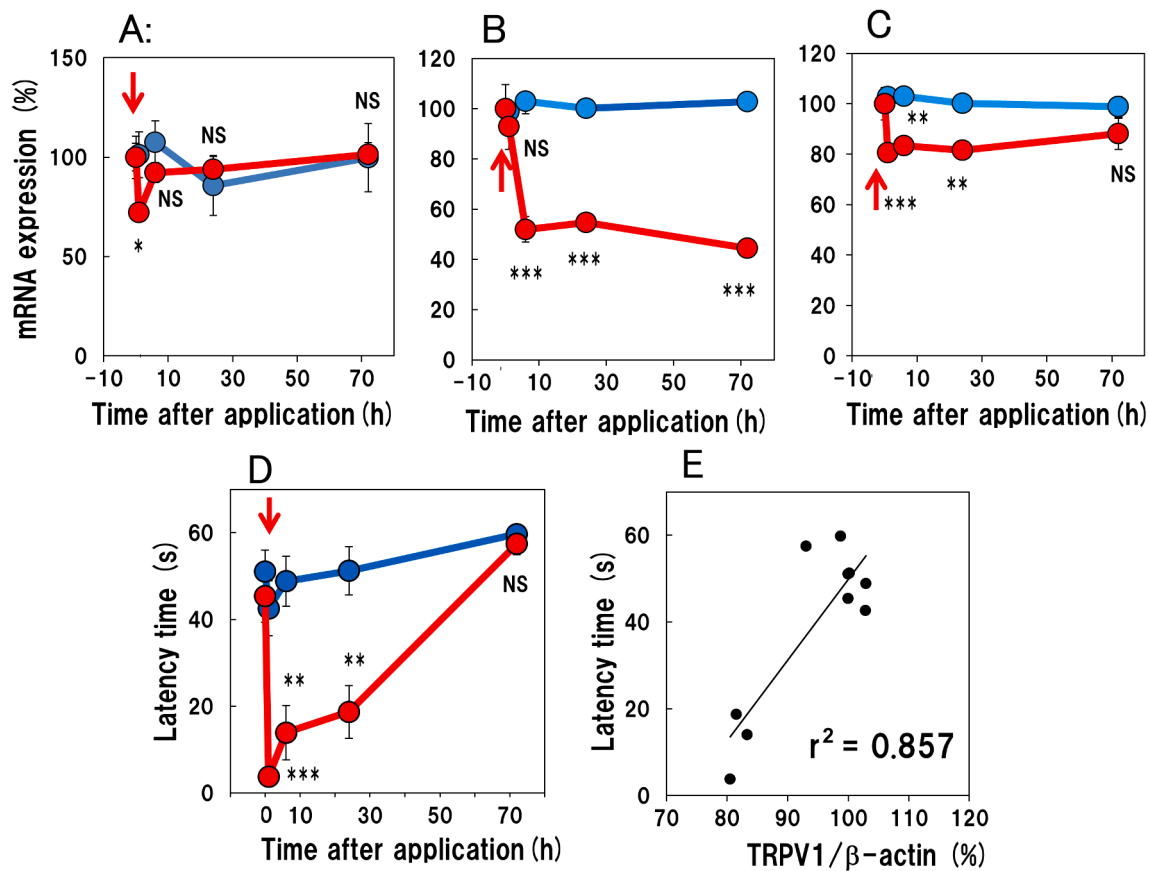 A:
B
C
mRNA expression (%)
150
100
50
0
NS
NS
NS
*
-10 10 30 50 70
Time after application (h)
120
100
80
60
40
20
0
NS
***
***
***
-10 10 30 50 70
Time after application (h)
120
100
80
60
40
20
0
**
***
**
NS
-10 10 30 50 70
Time after application (h)
D
Latency time (s)
60
40
20
0
**
**
***
NS
0 10 30 50 70
Time after application (h)
E
Latency time (s)
60
40
20
0
r² = 0.857
70 80 90 100 110 120
TRPV1/β-actin (%)